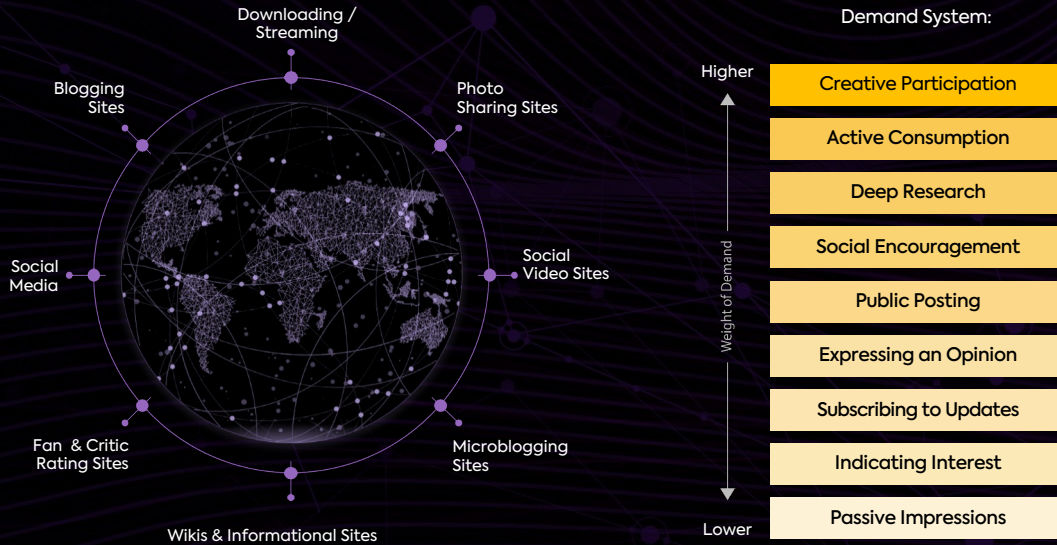 Downloading /
Streaming
Blogging
Sites
Photo
Sharing Sites
Social
Media
Social
Video Sites
Fan & Critic
Rating Sites
Microblogging
Sites
Wikis & Informational Sites
Demand System:
Higher
Weight of Demand
Lower
Creative Participation
Active Consumption
Deep Research
Social Encouragement
Public Posting
Expressing an Opinion
Subscribing to Updates
Indicating Interest
Passive Impressions